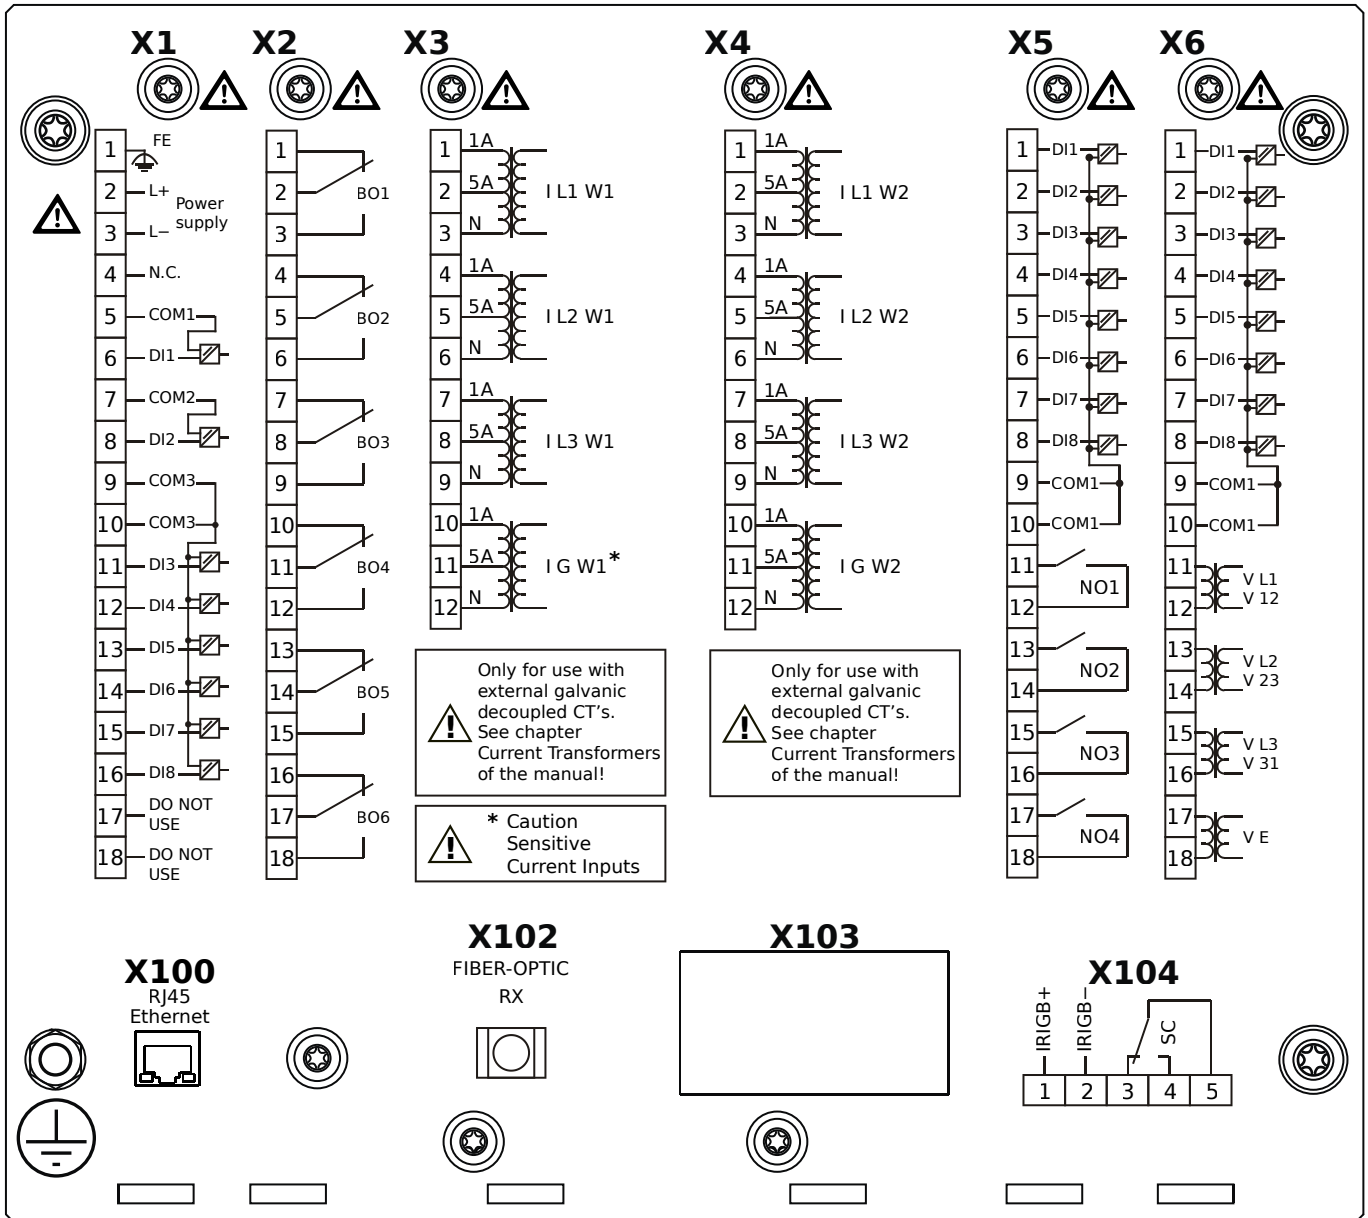 X1 X2 X3 X4 X5 X6
1 FE
2 L+
Power
supply
3 L−
4 N.C.
5 COM1
6 DI1
7 COM2
8 DI2
9 COM3
10 COM3
11 DI3
12 DI4
13 DI5
14 DI6
15 DI7
16 DI8
17 DO NOT
USE
18 DO NOT
USE
1
2 BO1
3
4
5 BO2
6
7
8 BO3
9
10
11 BO4
12
13
14 BO5
15
16
17 BO6
18
1 1A
2 5A I L1 W1
3 N
4 1A
5 5A I L2 W1
6 N
7 1A
8 5A I L3 W1
9 N
10 1A
11 5A I G W1*
12 N
Only for use with
external galvanic
decoupled CT's.
See chapter
Current Transformers
of the manual!
* Caution
Sensitive
Current Inputs
1 1A
2 5A I L1 W2
3 N
4 1A
5 5A I L2 W2
6 N
7 1A
8 5A I L3 W2
9 N
10 1A
11 5A I G W2
12 N
Only for use with
external galvanic
decoupled CT's.
See chapter
Current Transformers
of the manual!
1 DI1
2 DI2
3 DI3
4 DI4
5 DI5
6 DI6
7 DI7
8 DI8
9 COM1
10 COM1
11
NO1
12
13
NO2
14
15
NO3
16
17
NO4
18
1 DI1
2 DI2
3 DI3
4 DI4
5 DI5
6 DI6
7 DI7
8 DI8
9 COM1
10 COM1
11 V L1
12 V 12
13 V L2
14 V 23
15 V L3
16 V 31
17
V E
18
X100
RJ45
Ethernet
X102
FIBER-OPTIC
RX
X103
X104
IRIGB+
IRIGB−
SC
1 2 3 4 5